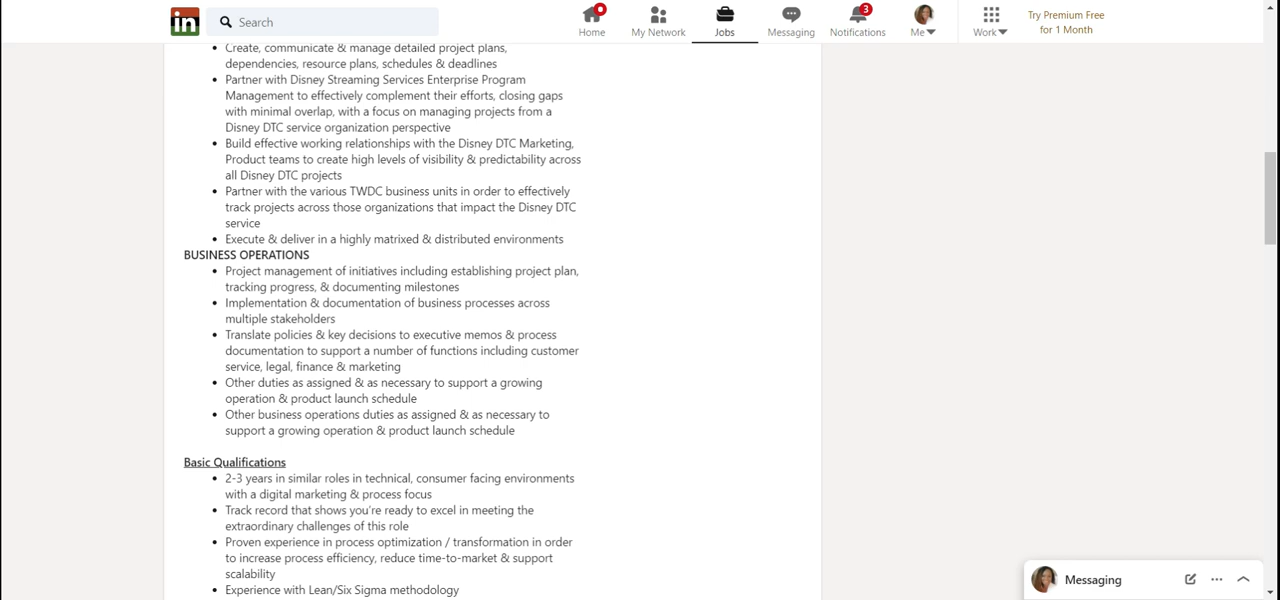 in
Search
Home
My Network
Jobs
Messaging
3
Notifications
Me
Work
Try Premium Free
for 1 Month
• Create, communicate & manage detailed project plans,
dependencies, resource plans, schedules & deadlines
• Partner with Disney Streaming Services Enterprise Program
Management to effectively complement their efforts, closing gaps
with minimal overlap, with a focus on managing projects from a
Disney DTC service organization perspective
• Build effective working relationships with the Disney DTC Marketing,
Product teams to create high levels of visibility & predictability across
all Disney DTC projects
• Partner with the various TWDC business units in order to effectively
track projects across those organizations that impact the Disney DTC
service
• Execute & deliver in a highly matrixed & distributed environments
BUSINESS OPERATIONS
• Project management of initiatives including establishing project plan,
tracking progress, & documenting milestones
• Implementation & documentation of business processes across
multiple stakeholders
• Translate policies & key decisions to executive memos & process
documentation to support a number of functions including customer
service, legal, finance & marketing
• Other duties as assigned & as necessary to support a growing
operation & product launch schedule
• Other business operations duties as assigned & as necessary to
support a growing operation & product launch schedule
Basic Qualifications
• 2-3 years in similar roles in technical, consumer facing environments
with a digital marketing & process focus
• Track record that shows you're ready to excel in meeting the
extraordinary challenges of this role
• Proven experience in process optimization / transformation in order
to increase process efficiency, reduce time-to-market & support
scalability
• Experience with Lean/Six Sigma methodology
Messaging